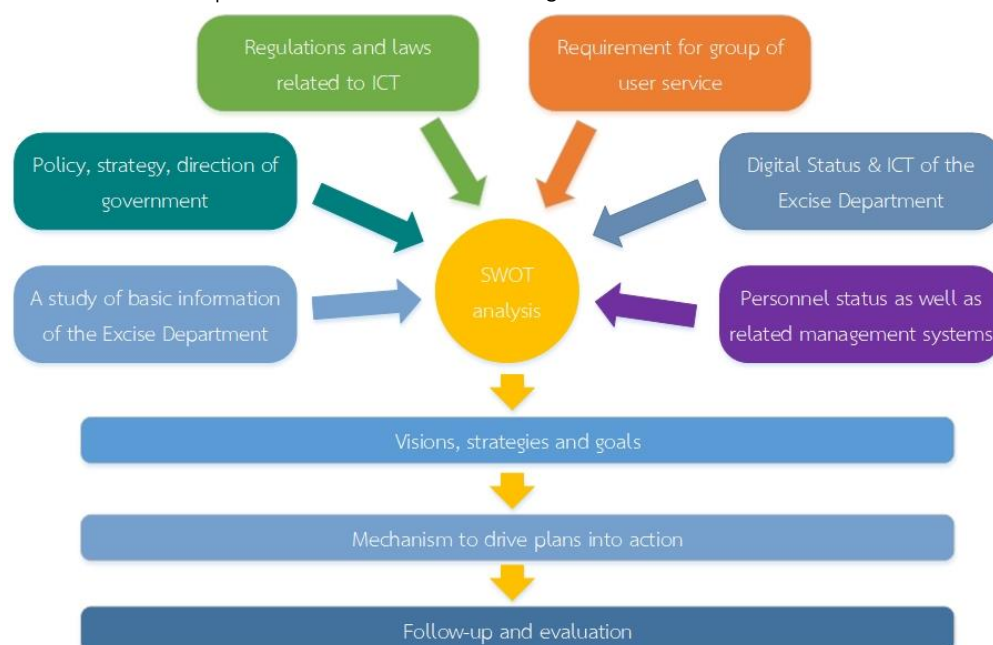 Regulations and laws
related to ICT
Requirement for group of
user service
Policy, strategy, direction of
government
Digital Status & ICT of the
Excise Department
SWOT
analysis
A study of basic information
of the Excise Department
Personnel status as well as
related management systems
Visions, strategies and goals
Mechanism to drive plans into action
Follow-up and evaluation